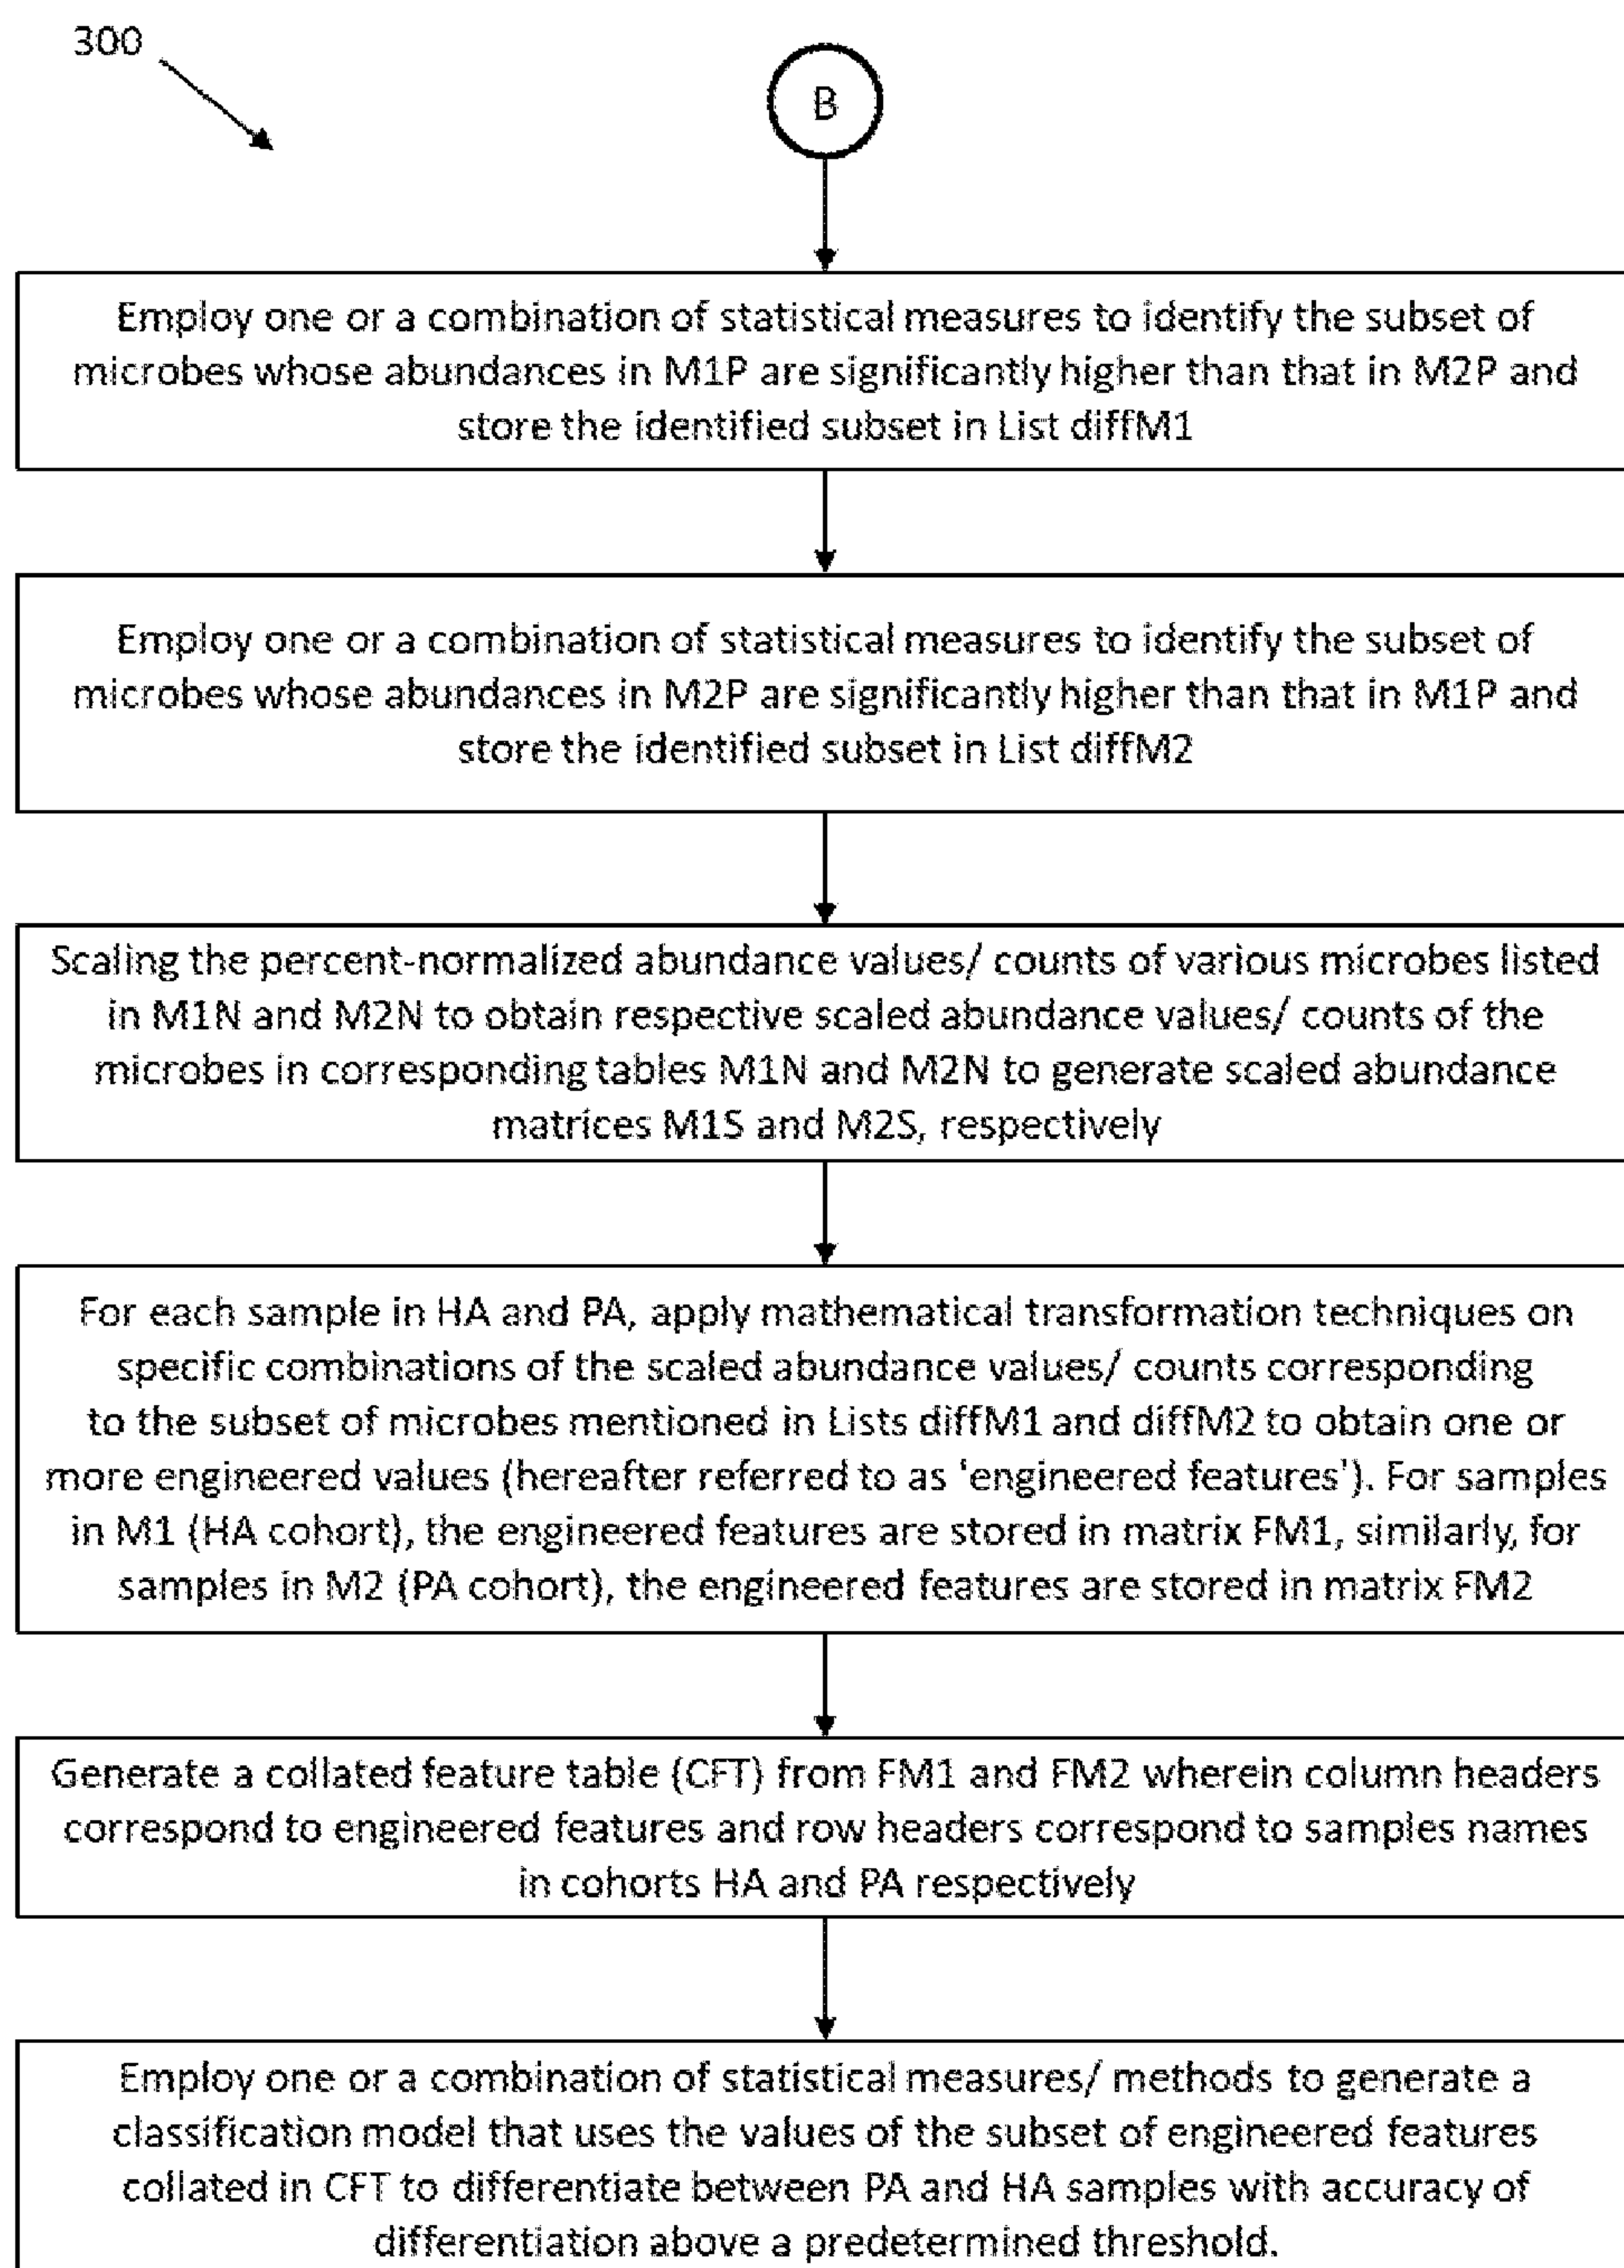 300
B
Employ one or a combination of statistical measures to identify the subset of
microbes whose abundances in M1P are significantly higher than that in M2P and
store the identified subset in List diffM1
Employ one or a combination of statistical measures to identify the subset of
microbes whose abundances in M2P are significantly higher than that in M1P and
store the identified subset in List diffM2
Scaling the percent-normalized abundance values/ counts of various microbes listed
in M1N and M2N to obtain respective scaled abundance values/ counts of the
microbes in corresponding tables M1N and M2N to generate scaled abundance
matrices M1S and M2S, respectively
For each sample in HA and PA, apply mathematical transformation techniques on
specific combinations of the scaled abundance values/ counts corresponding
to the subset of microbes mentioned in Lists diffM1 and diffM2 to obtain one or
more engineered values (hereafter referred to as 'engineered features'). For samples
in M1 (HA cohort), the engineered features are stored in matrix FM1, similarly, for
samples in M2 (PA cohort), the engineered features are stored in matrix FM2
Generate a collated feature table (CFT) from FM1 and FM2 wherein column headers
correspond to engineered features and row headers correspond to samples names
in cohorts HA and PA respectively
Employ one or a combination of statistical measures/ methods to generate a
classification model that uses the values of the subset of engineered features
collated in CFT to differentiate between PA and HA samples with accuracy of
differentiation above a predetermined threshold.